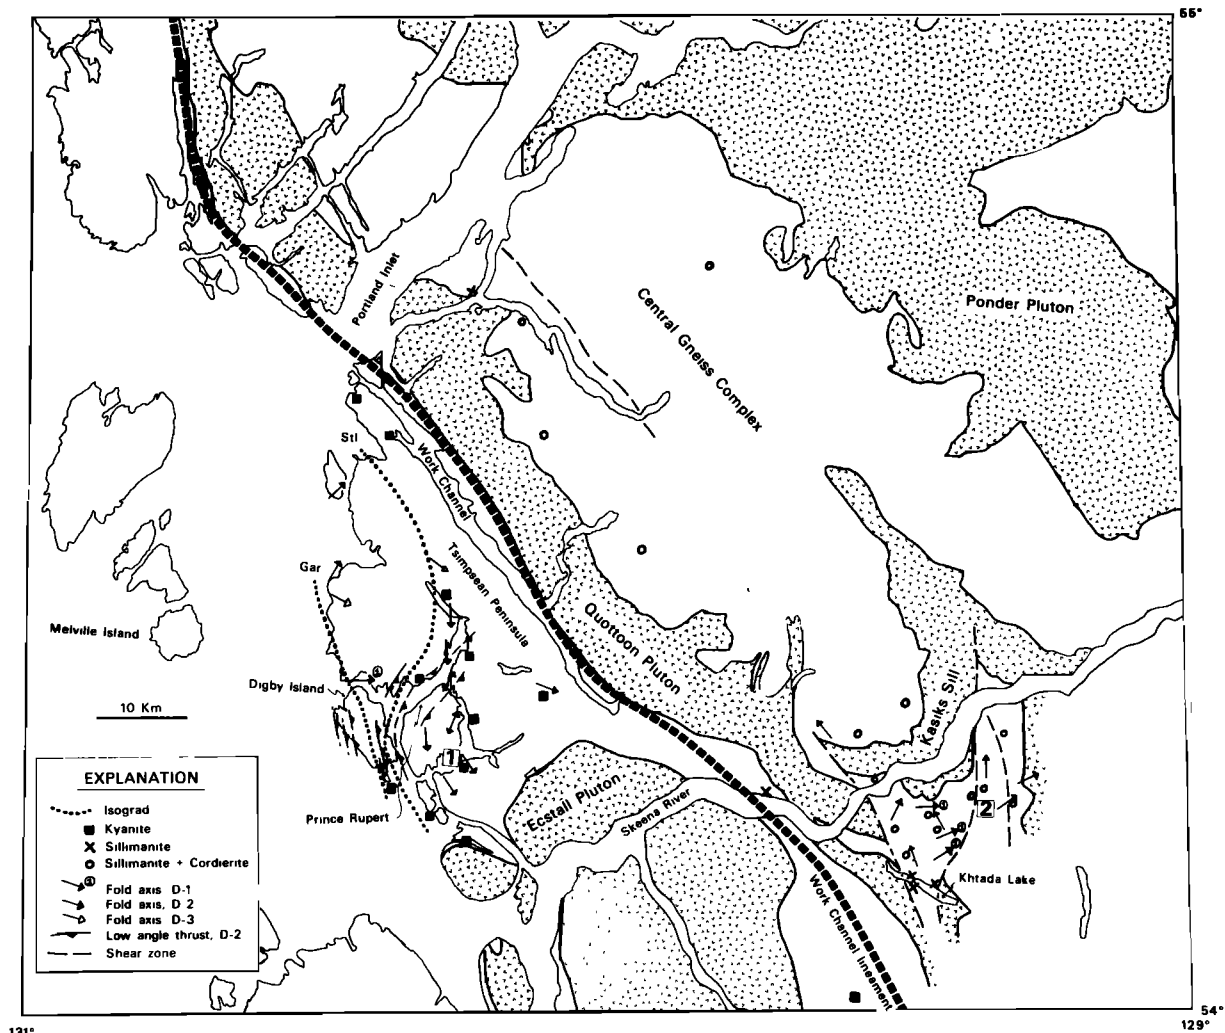 55°
Portland Inlet
Central Gneiss Complex
Ponder Pluton
Stl
Work Channel
Tsimpsean Peninsula
Gar
Melville Island
Quottoon Pluton
Digby Island
Kasiks Sill
10 Km
1
2
EXPLANATION
Isograd
Kyanite
Sillimanite
Sillimanite + Cordierite
1
Fold axis D-1
Fold axis, D 2
Fold axis D-3
Low angle thrust, D-2
Shear zone
Prince Rupert
Ecstall Pluton
Skeena River
Khtada Lake
Work Channel lineament
54°
131°
129°